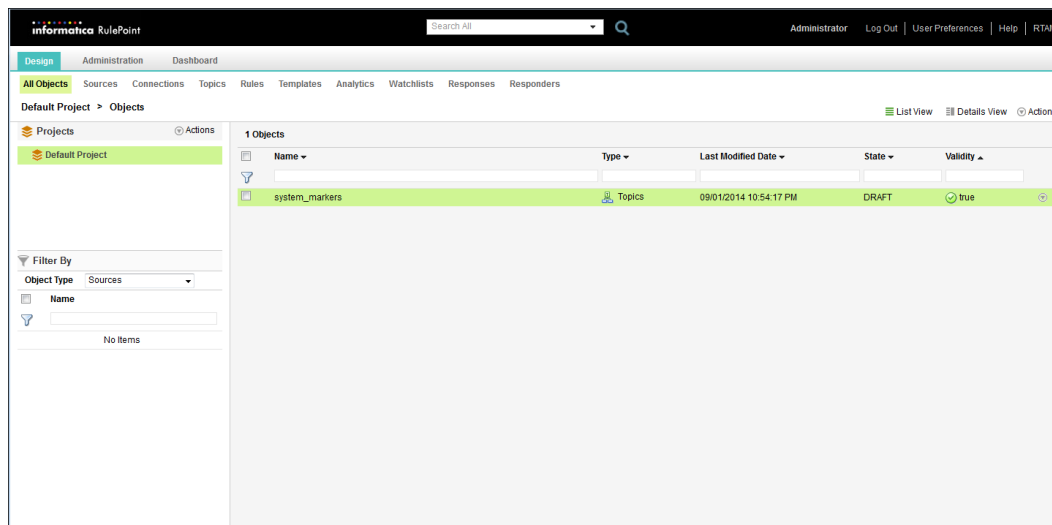 informatica RulePoint Search All Administrator Log Out | User Preferences | Help |
Design Administration Dashboard
All Objects Sources Connections Topics Rules Templates Analytics Watchlists Responses Responders
Default Project > Objects List View Details View Action
Projects Actions 1 Objects
Default Project Name Type Last Modified Date State Validity
system_markers Topics 09/01/2014 10:54:17 PM DRAFT true
Filter By
Object Type Sources
Name
No Items